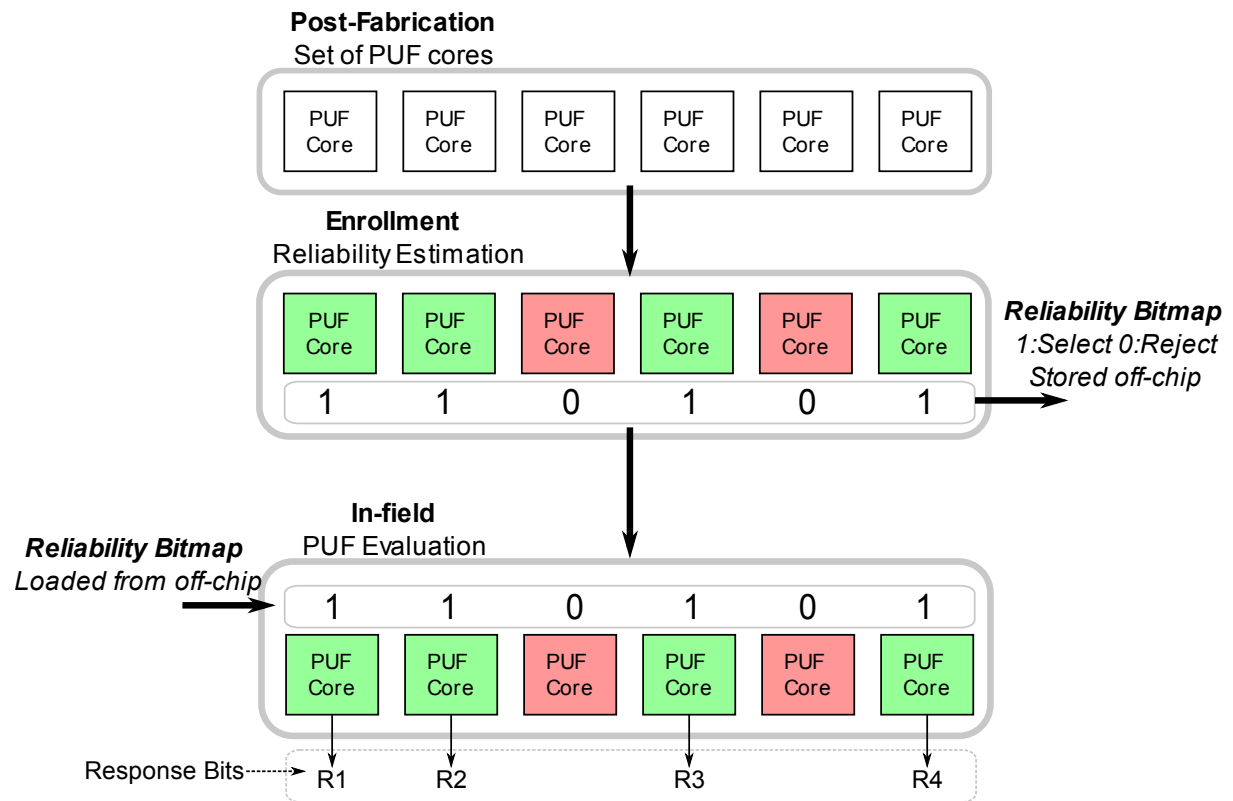 Post-Fabrication
Set of PUF cores
PUF PUF PUF PUF PUF PUF
Core Core Core Core Core Core
Enrollment
Reliability Estimation
PUF PUF PUF PUF PUF PUF
Core Core Core Core Core Core
1 1 0 1 0 1
Reliability Bitmap
1:Select 0:Reject
Stored off-chip
In-field
PUF Evaluation
Reliability Bitmap
Loaded from off-chip
1 1 0 1 0 1
PUF PUF PUF PUF PUF PUF
Core Core Core Core Core Core
Response Bits R1 R2 R3 R4